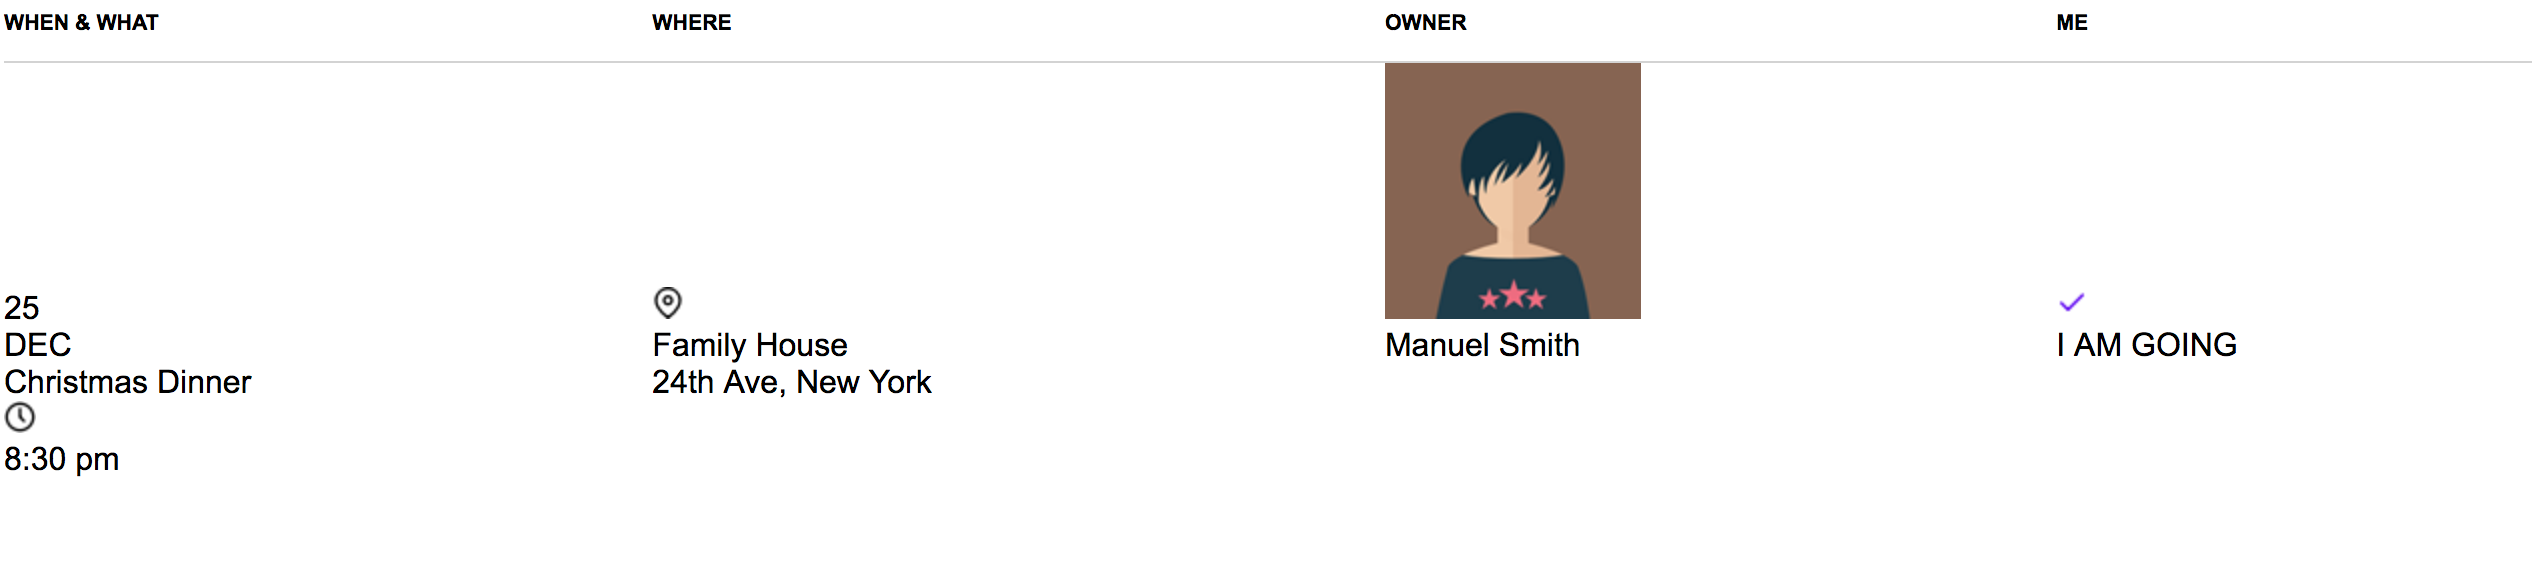 WHEN & WHAT
WHERE
OWNER
ME
25
DEC
Christmas Dinner
8:30 pm
Family House
24th Ave, New York
Manuel Smith
I AM GOING